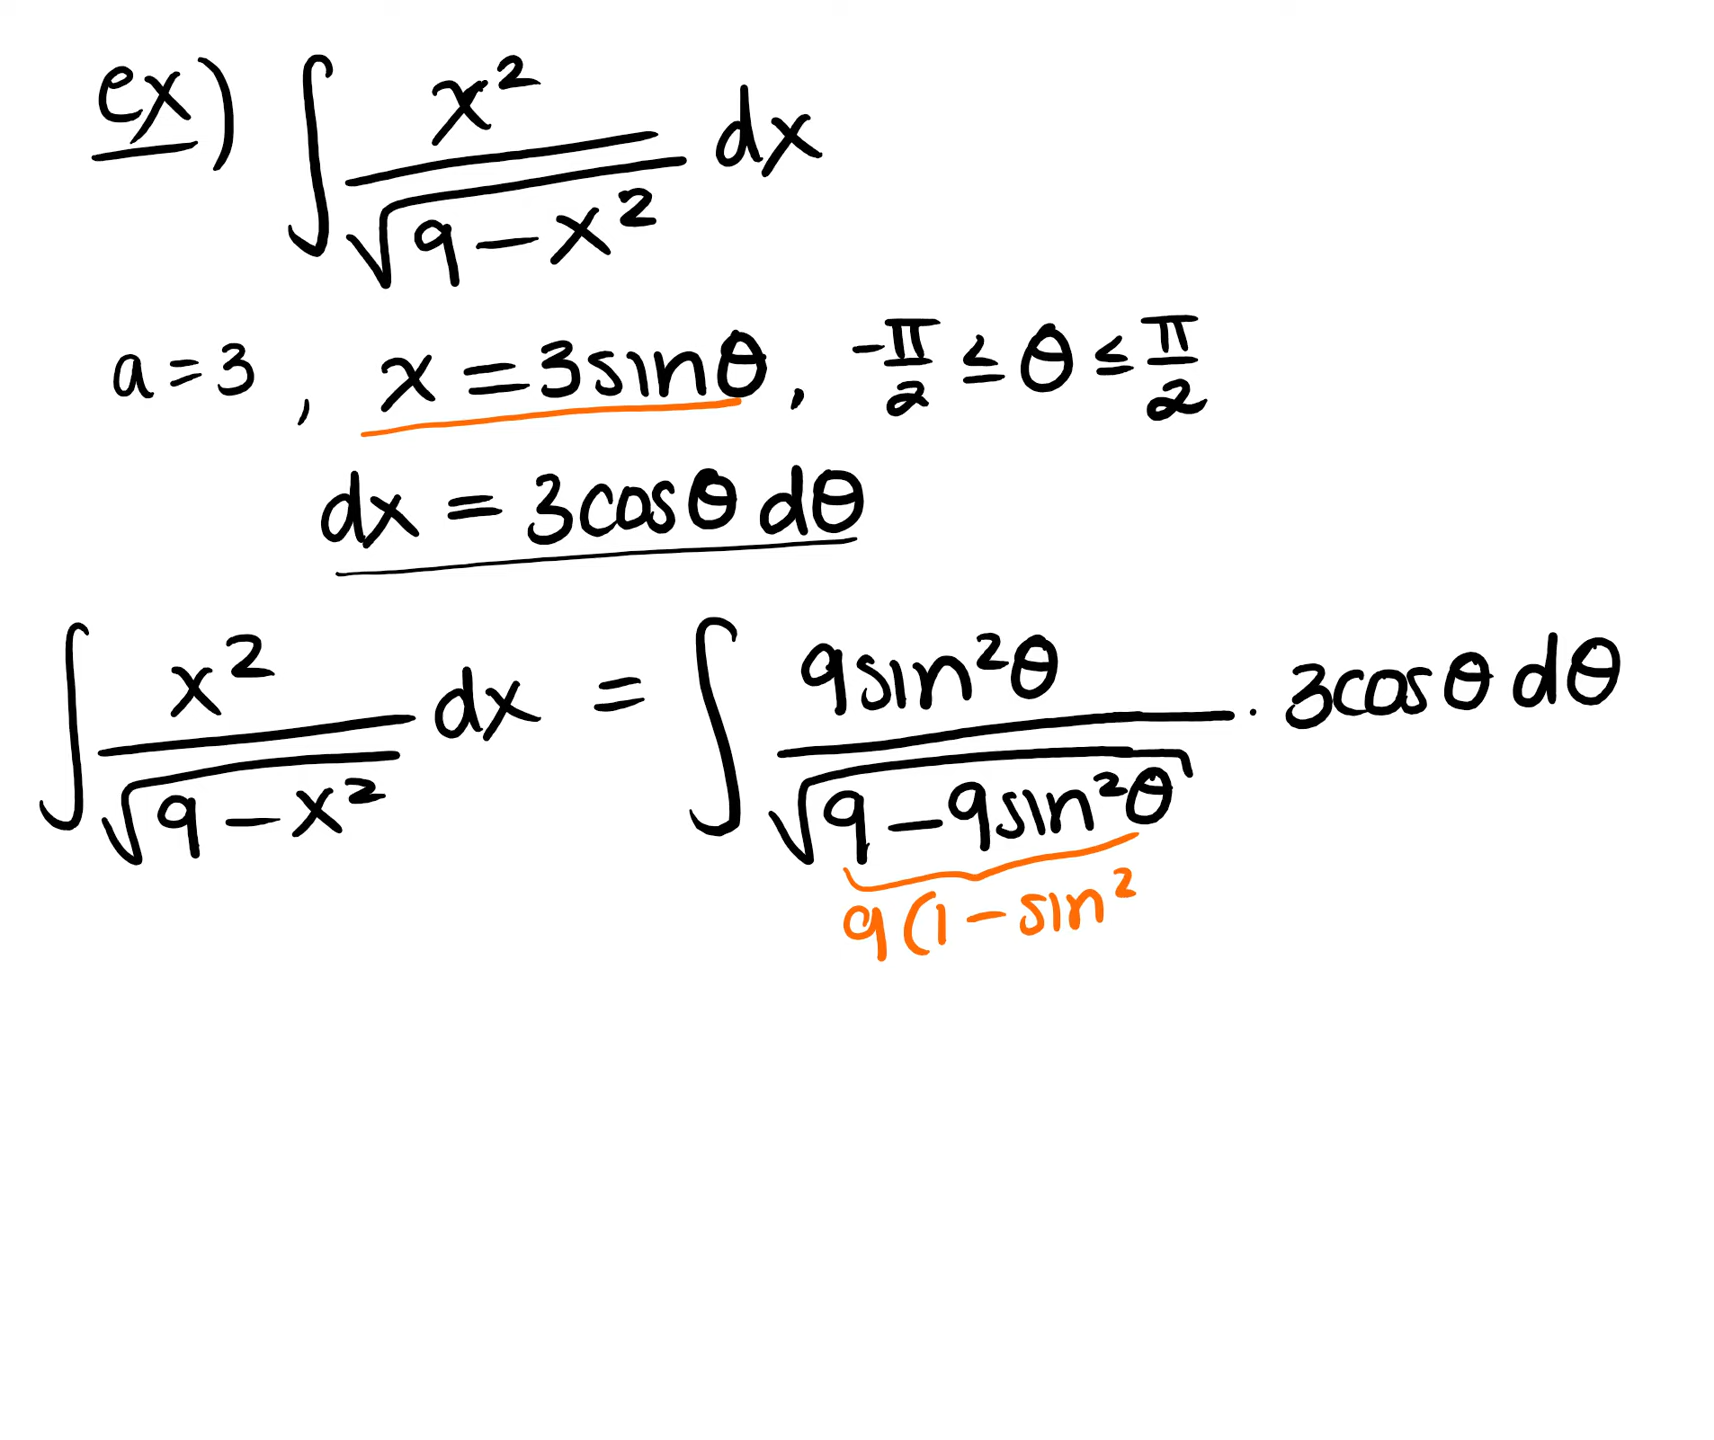 ex) ∫ x² / √(9 − x²) dx
a = 3 , x = 3sinθ, -π/2 ≤ θ ≤ π/2
dx = 3cosθ dθ
∫ x² / √(9 − x²) dx = ∫ 9sin²θ / √(9 − 9sin²θ) · 3cosθ dθ
9(1 − sin²